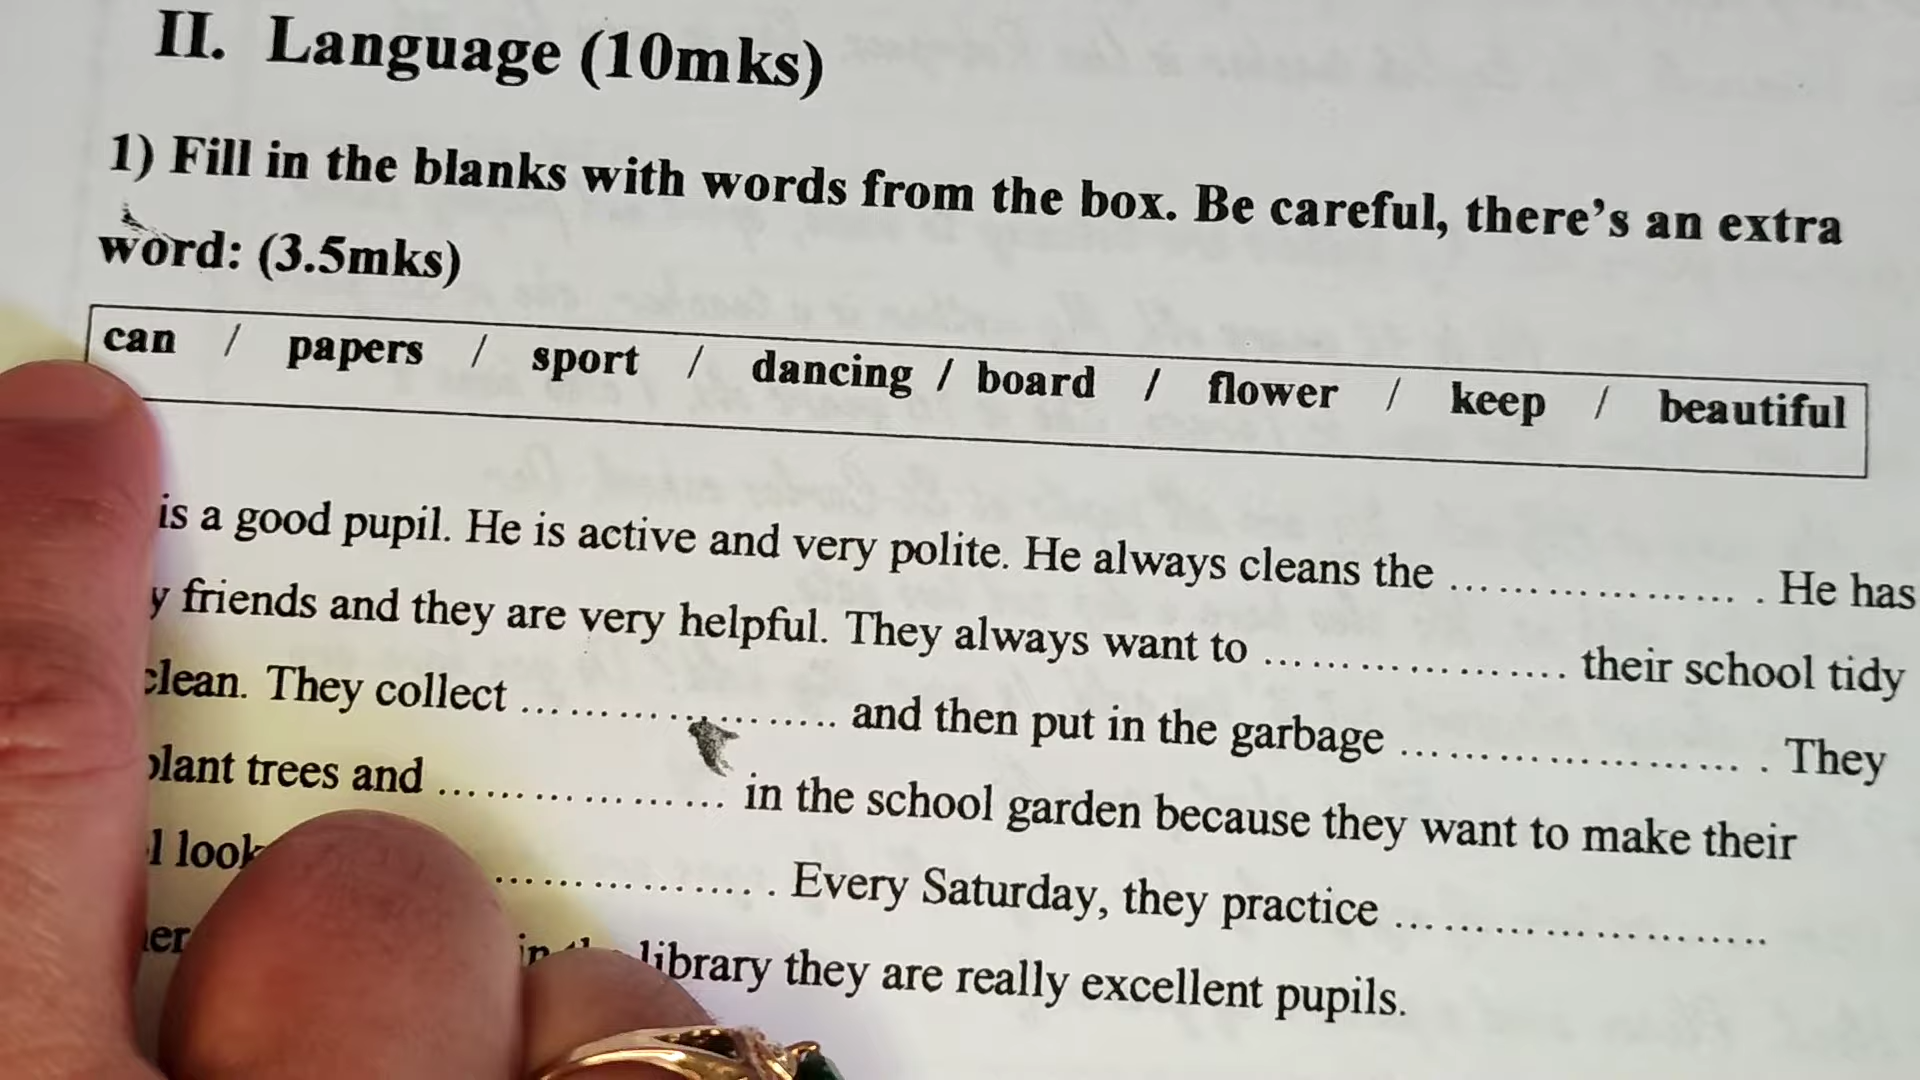 II. Language (10mks)
1) Fill in the blanks with words from the box. Be careful, there's an extra
word: (3.5mks)
can / papers / sport / dancing / board / flower / keep / beautiful
is a good pupil. He is active and very polite. He always cleans the .................. . He has
friends and they are very helpful. They always want to .................. their school tidy
clean. They collect .................... and then put in the garbage .................... . They
plant trees and .................. in the school garden because they want to make their
look .................. Every Saturday, they practice ....................
library they are really excellent pupils.